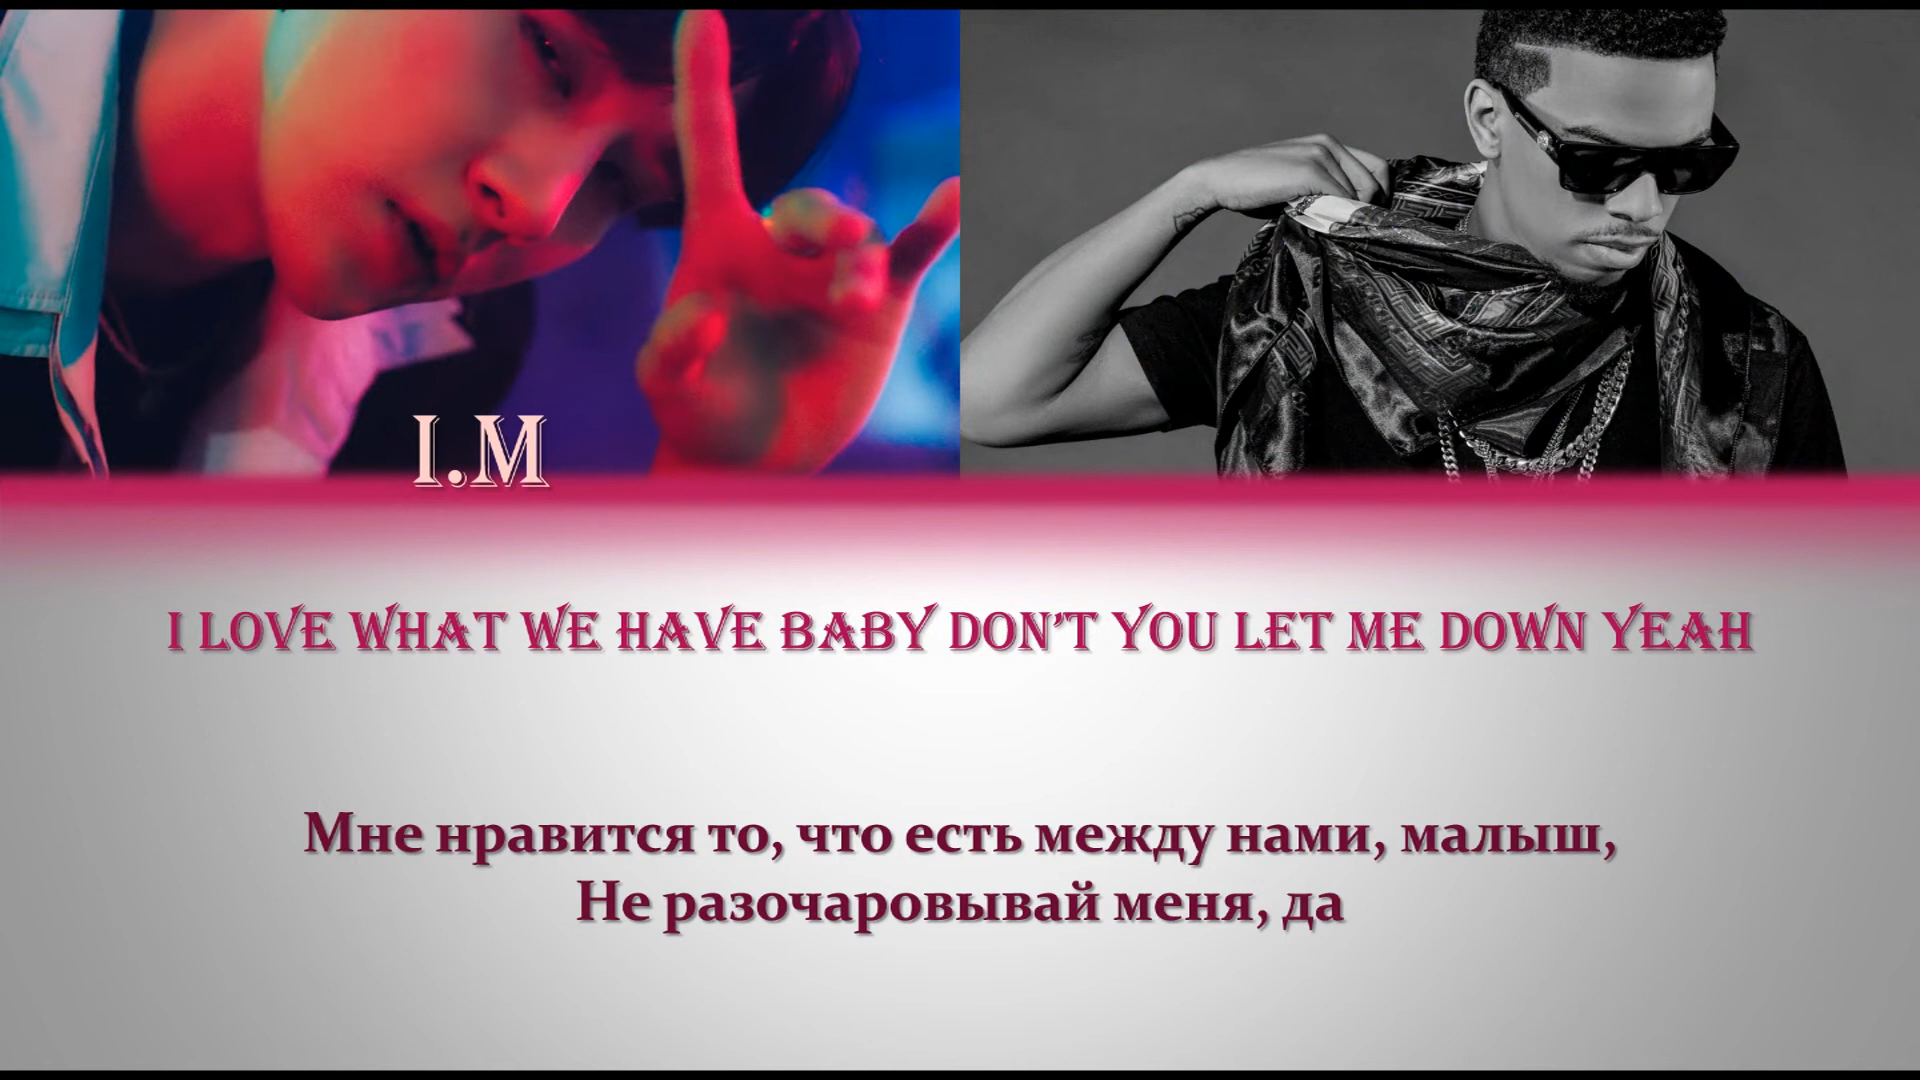 I.M
I LOVE WHAT WE HAVE BABY DON'T YOU LET ME DOWN YEAH
Мне нравится то, что есть между нами, малыш,
Не разочаровывай меня, да